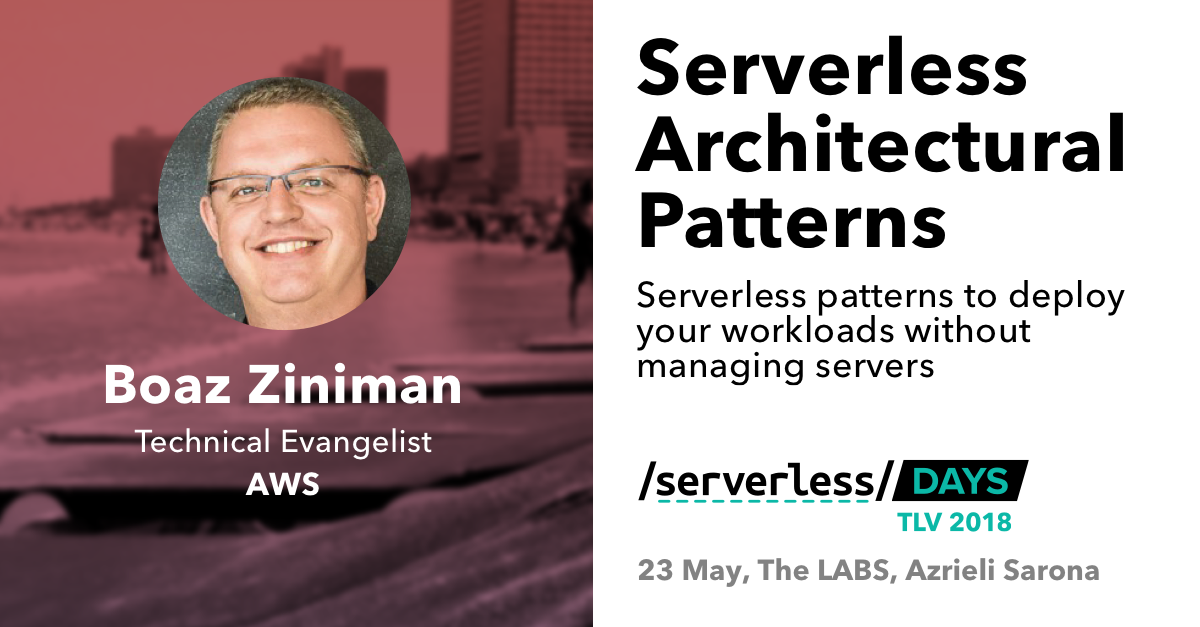 Boaz Ziniman
Technical Evangelist
AWS
Serverless
Architectural
Patterns
Serverless patterns to deploy
your workloads without
managing servers
/serverless/DAYS
TLV 2018
23 May, The LABS, Azrieli Sarona